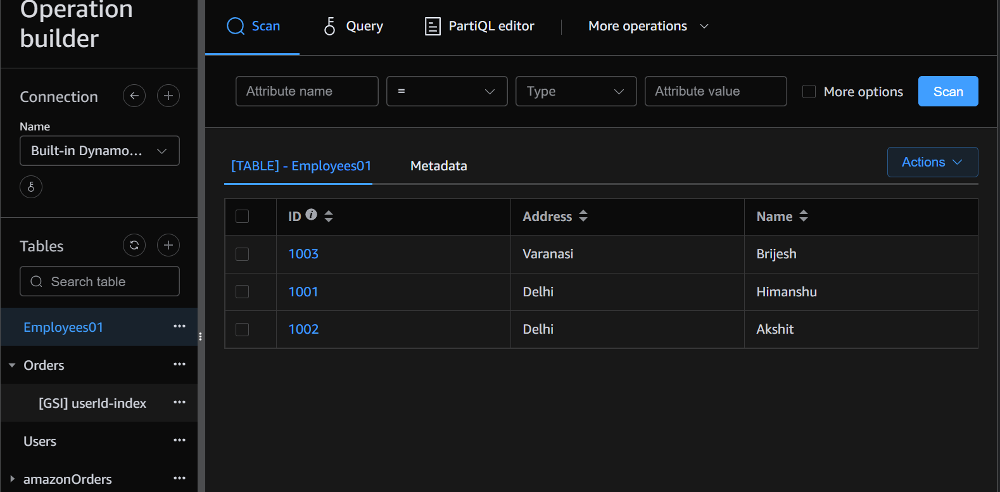 Operation
builder
Connection
Name
Built-in Dynamo...
Tables
Search table
Employees01
Orders
[GSI] userId-index
Users
amazonOrders
Scan
Query
PartiQL editor
More operations
Attribute name
=
Type
Attribute value
More options
Scan
[TABLE] - Employees01
Metadata
Actions
ID
Address
Name
1003
Varanasi
Brijesh
1001
Delhi
Himanshu
1002
Delhi
Akshit